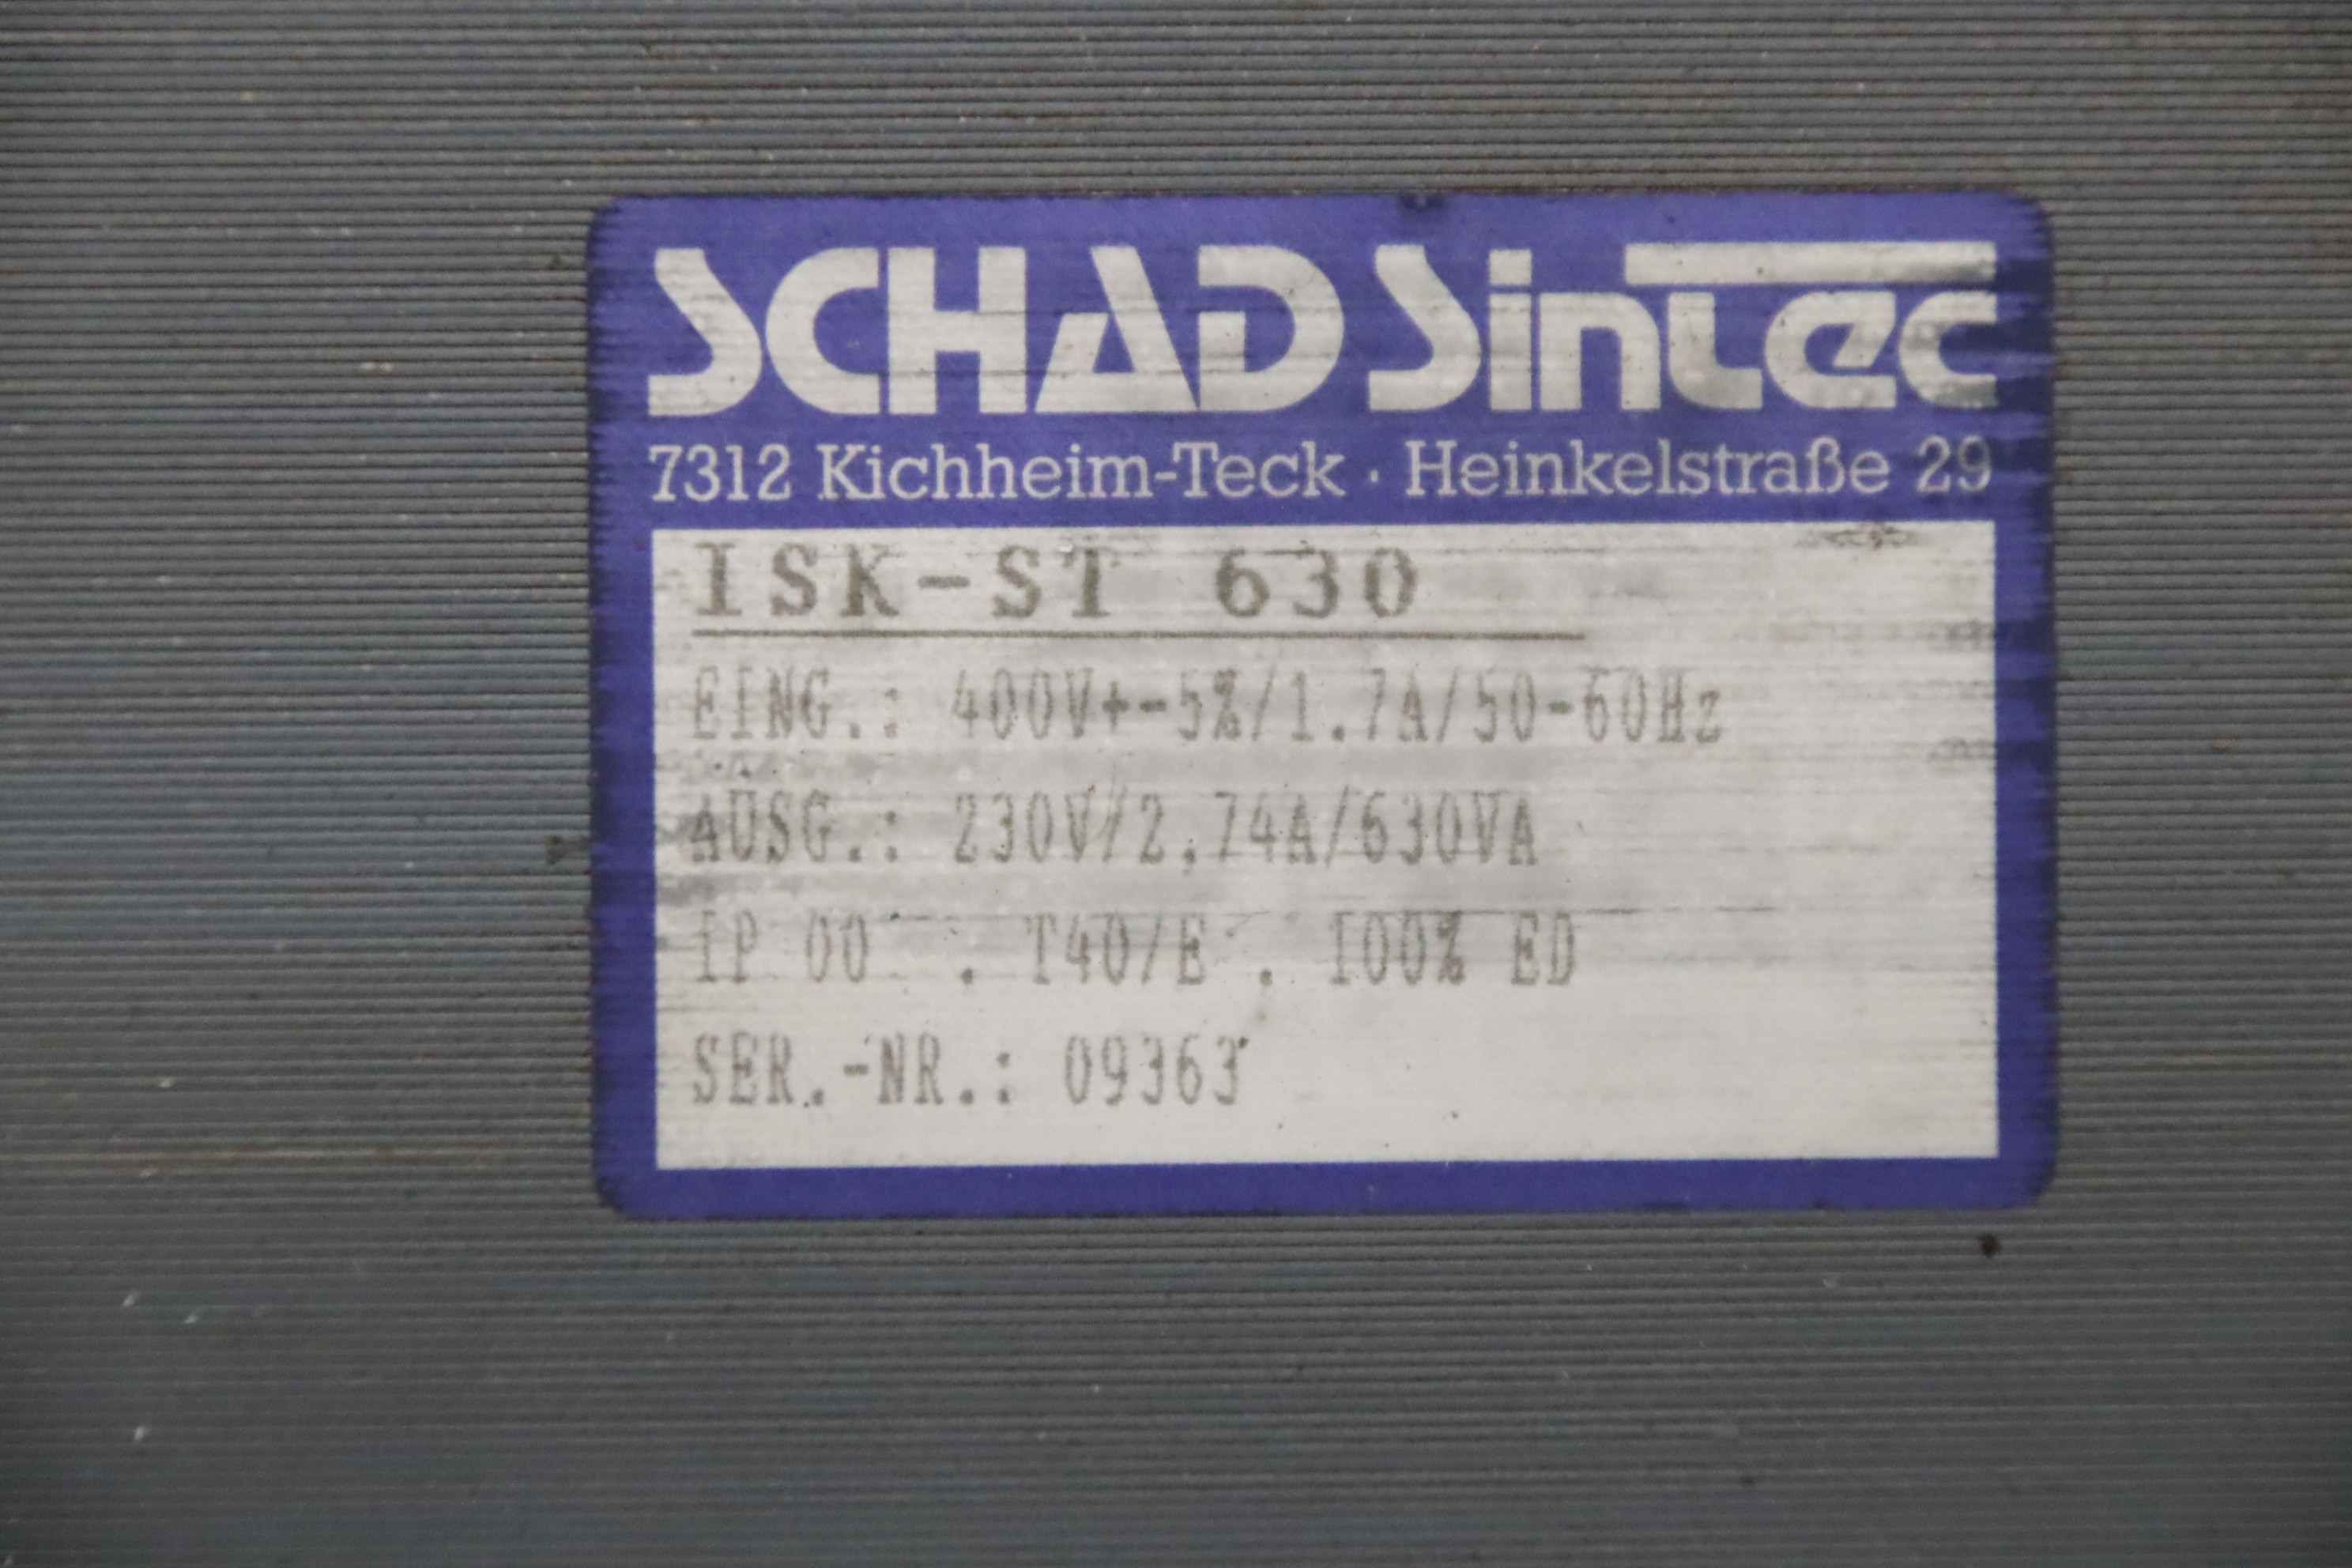 SCHAD Sintec
7312 Kichheim-Teck · Heinkelstraße 29
ISK-ST 630
EING.: 400V+-5%/1.7A/50-60Hz
AUSG.: 230V/2.74A/630VA
IP 00 . T40/E . 100% ED
SER.-NR.: 09363